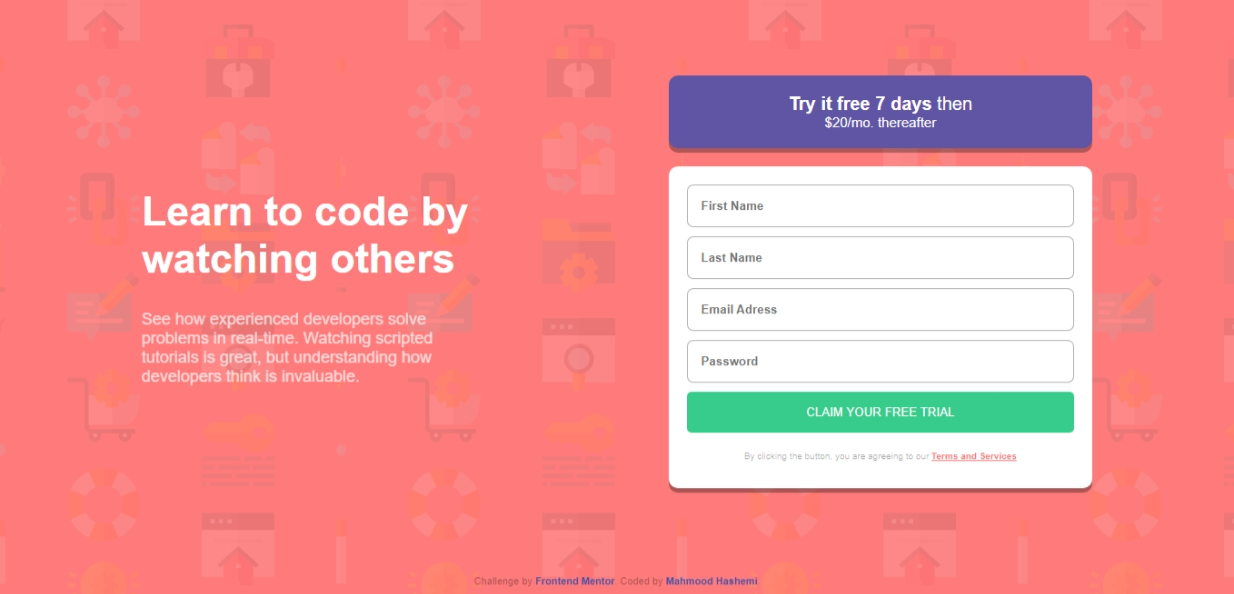 Learn to code by
watching others
See how experienced developers solve
problems in real-time. Watching scripted
tutorials is great, but understanding how
developers think is invaluable.
Try it free 7 days then
$20/mo. thereafter
First Name
Last Name
Email Adress
Password
CLAIM YOUR FREE TRIAL
By clicking the button, you are agreeing to our Terms and Services
Challenge by Frontend Mentor. Coded by Mahmood Hashemi.